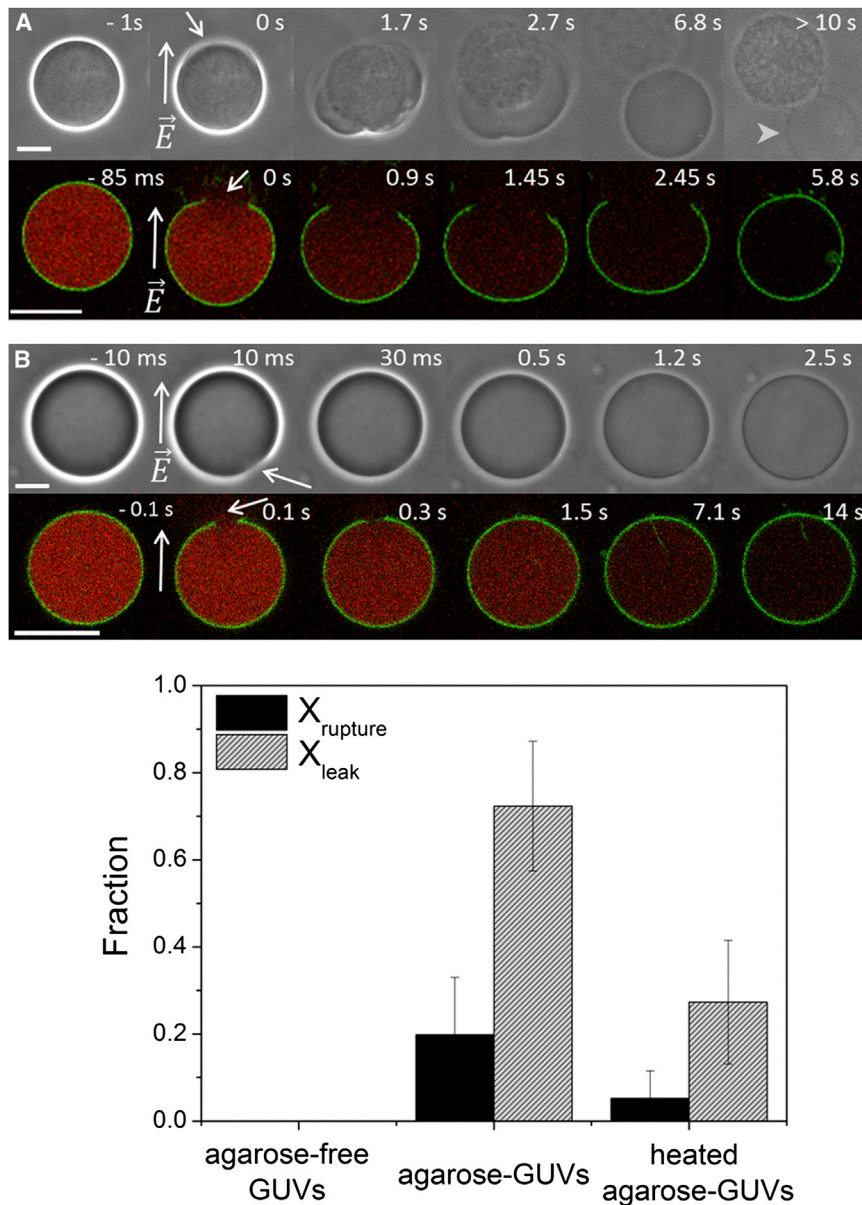 A
- 1s
0 s
1.7 s
2.7 s
6.8 s
> 10 s
E
- 85 ms
0 s
0.9 s
1.45 s
2.45 s
5.8 s
E
B
- 10 ms
10 ms
30 ms
0.5 s
1.2 s
2.5 s
E
- 0.1 s
0.1 s
0.3 s
1.5 s
7.1 s
14 s
1.0
0.8
0.6
0.4
0.2
0.0
Fraction
Xrupture
Xleak
agarose-free
GUVs
agarose-GUVs
heated
agarose-GUVs